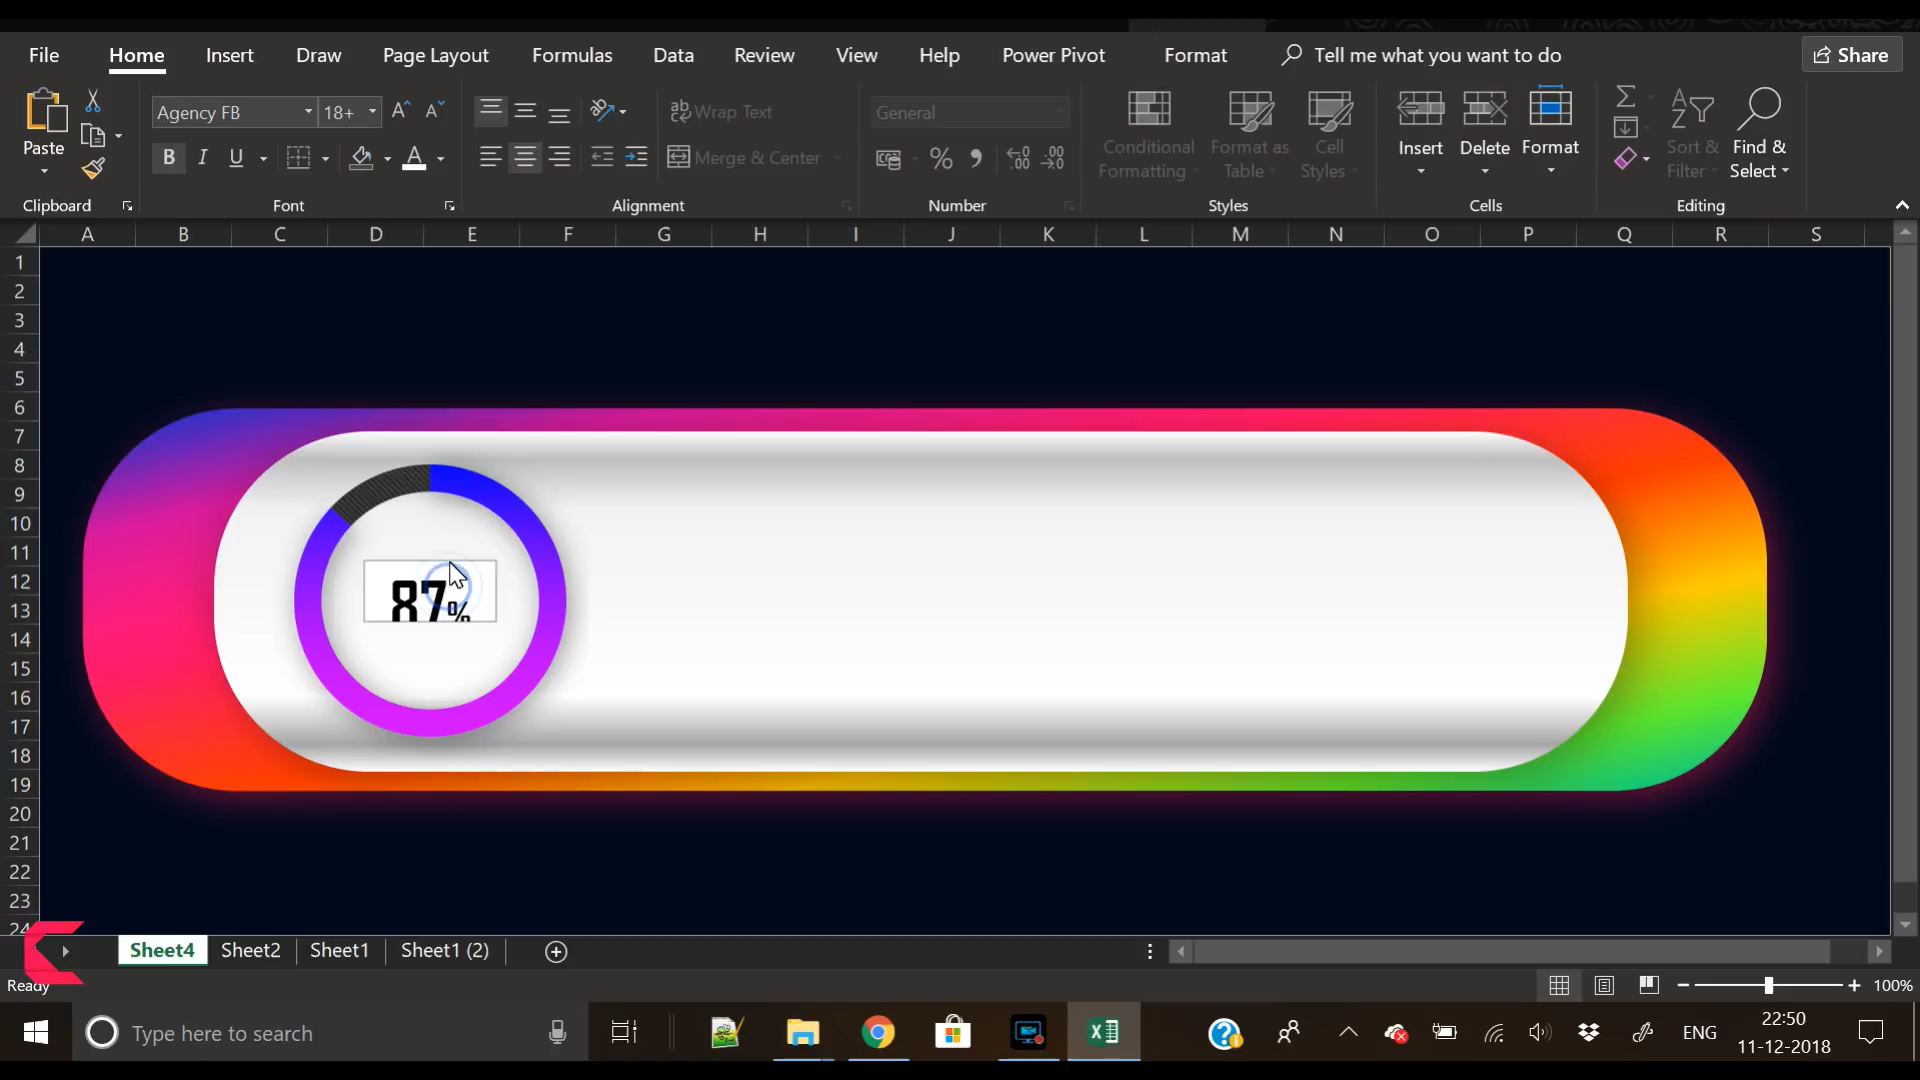 File Home Insert Draw Page Layout Formulas Data Review View Help Power Pivot Format Tell me what you want to do Share
Agency FB 18+ A A ab Wrap Text General
Paste Conditional Format as Cell Insert Delete Format Sort & Find &
B I U A Merge & Center % Formatting Table Styles Filter Select
Clipboard Font Alignment Number Styles Cells Editing
A B C D E F G H I J K L M N O P Q R S
1
2
3
4
5
6
7
8
9
10
11
12
13
14
15
16
17
18
19
20
21
22
23
24
87%
Sheet4 Sheet2 Sheet1 Sheet1 (2)
Ready 100%
Type here to search ENG 22:50
11-12-2018